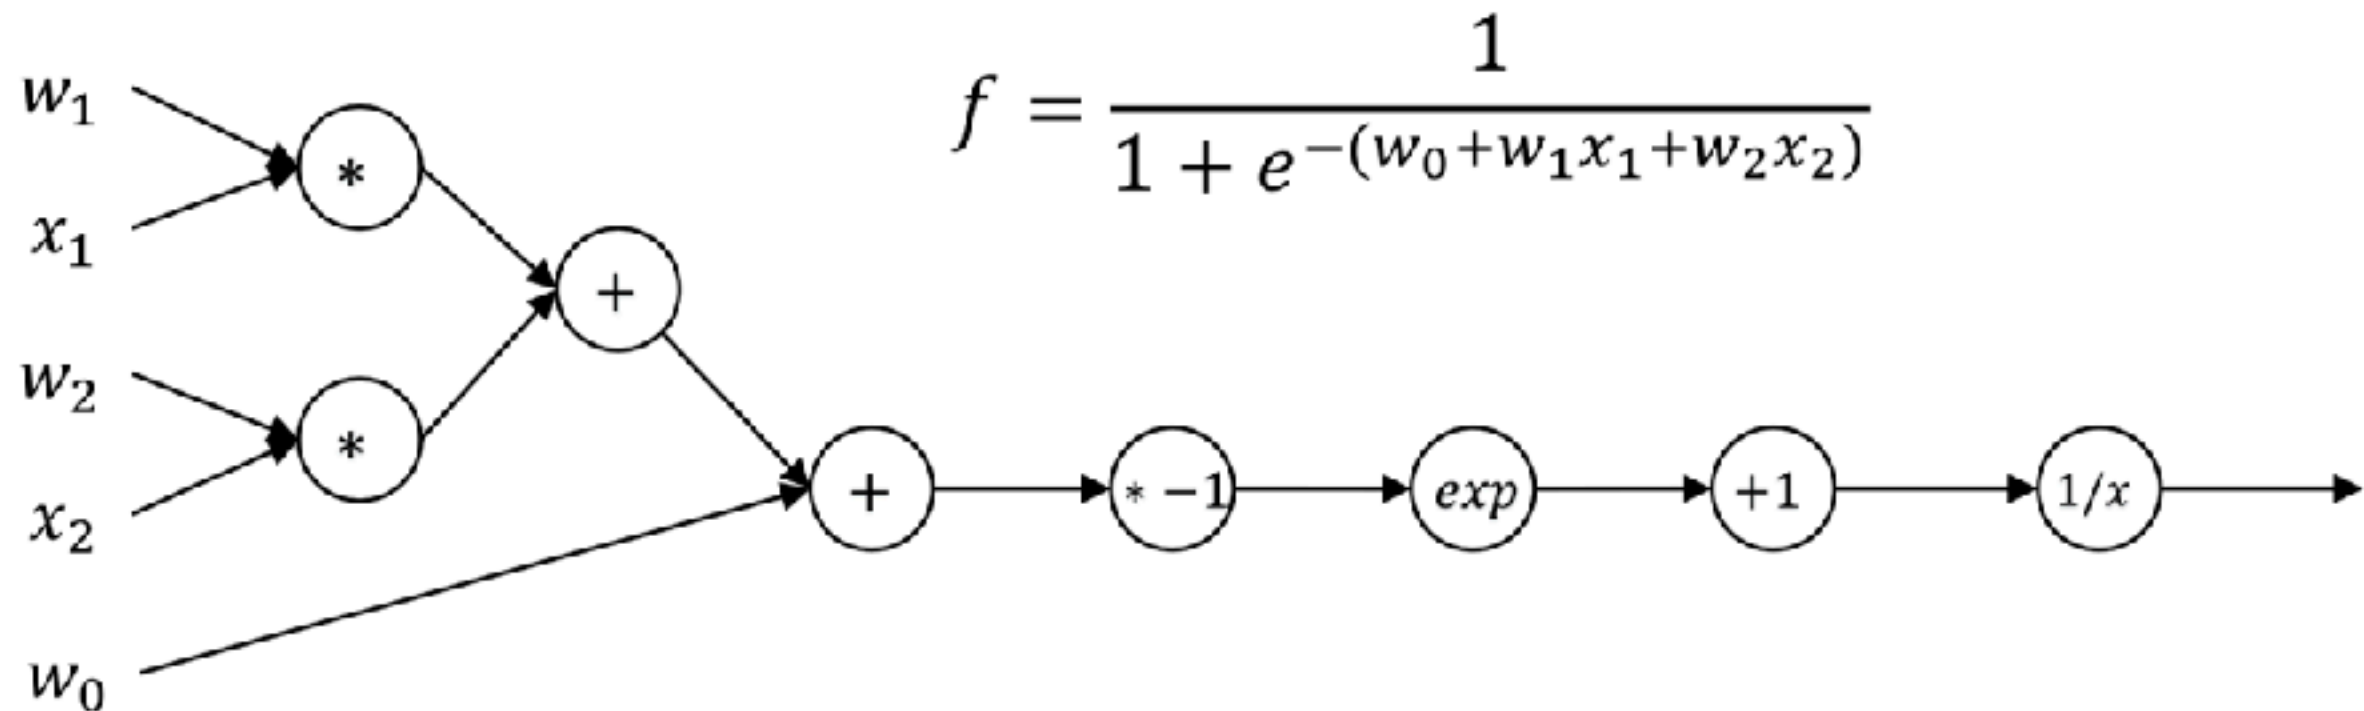 f = 1 / (1 + e^{-(w_0+w_1x_1+w_2x_2)})
w_1
*
x_1
+
w_2
*
x_2
+
* −1
exp
+1
1/x
w_0